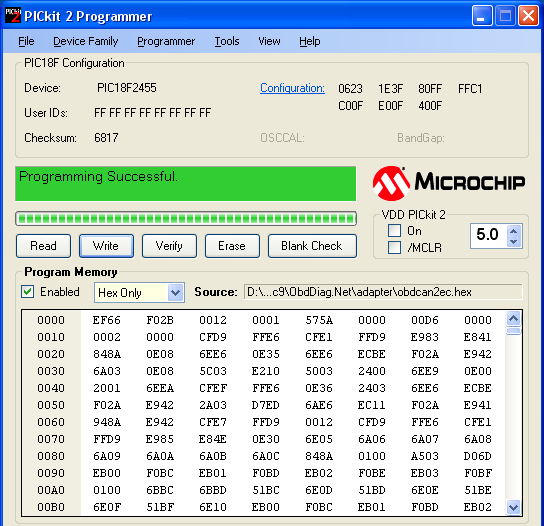 PICkit 2 Programmer
File Device Family Programmer Tools View Help
PIC18F Configuration
Device: PIC18F2455 Configuration: 0623 1E3F 80FF FFC1
C00F E00F 400F
User IDs: FF FF FF FF FF FF FF FF
Checksum: 6817 OSCCAL: BandGap:
Programming Successful.
MICROCHIP
VDD PICkit 2
On
/MCLR
5.0
Read Write Verify Erase Blank Check
Program Memory
Enabled Hex Only Source: D:\...c9\ObdDiag.Net\adapter\obdcan2ec.hex
0000 EF66 F02B 0012 0001 575A 0000 00D6 0000
0010 0002 0000 CFD9 FFE6 CFE1 FFD9 E983 E841
0020 848A 0E08 6EE6 0E35 6EE6 ECBE F02A E942
0030 6A03 0E08 5C03 E210 5003 2400 6EE9 0E00
0040 2001 6EEA CFEF FFE6 0E36 2403 6EE6 ECBE
0050 F02A E942 2A03 D7ED 6AE6 EC11 F02A E941
0060 948A E942 CFE7 FFD9 0012 CFD9 FFE6 CFE1
0070 FFD9 E985 E84E 0E30 6E05 6A06 6A07 6A08
0080 6A09 6A0A 6A0B 6A0C 848A 0100 A503 D06D
0090 EB00 F0BC EB01 F0BD EB02 F0BE EB03 F0BF
00A0 0100 6BBC 6BBD 51BC 6E0D 51BD 6E0E 51BE
00B0 6E0F 51BF 6E10 EB00 F0BC EB01 F0BD EB02